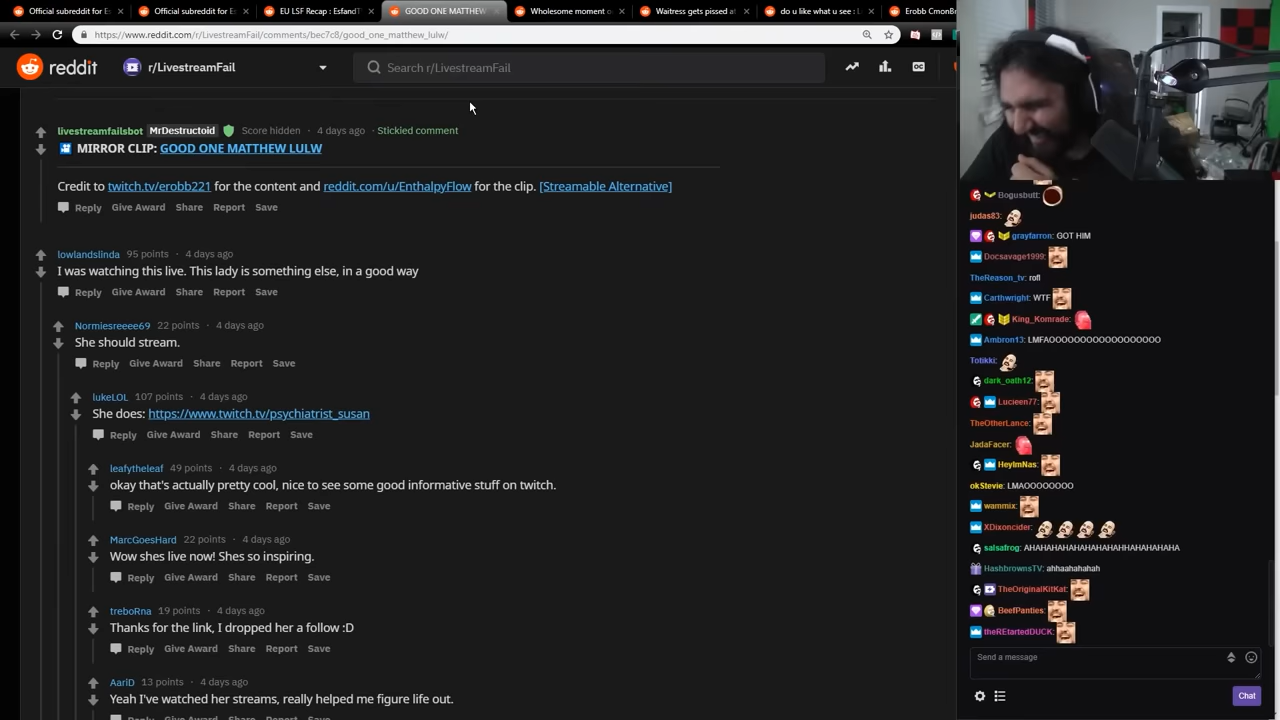 Official subreddit for Es
Official subreddit for Es
EU LSF Recap : EsfandT
GOOD ONE MATTHEW
Wholesome moment o
Waitress gets pissed at
do u like what u see : L
Erobb CmonBr
https://www.reddit.com/r/LivestreamFail/comments/bec7c8/good_one_matthew_lulw/
reddit
r/LivestreamFail
Search r/LivestreamFail
OC
livestreamfailsbot MrDestructoid Score hidden · 4 days ago · Stickied comment
MIRROR CLIP: GOOD ONE MATTHEW LULW
Credit to twitch.tv/erobb221 for the content and reddit.com/u/EnthalpyFlow for the clip. [Streamable Alternative]
Reply Give Award Share Report Save
lowlandslinda 95 points · 4 days ago
I was watching this live. This lady is something else, in a good way
Reply Give Award Share Report Save
Normiesreeee69 22 points · 4 days ago
She should stream.
Reply Give Award Share Report Save
lukeLOL 107 points · 4 days ago
She does: https://www.twitch.tv/psychiatrist_susan
Reply Give Award Share Report Save
leafytheleaf 49 points · 4 days ago
okay that's actually pretty cool, nice to see some good informative stuff on twitch.
Reply Give Award Share Report Save
MarcGoesHard 22 points · 4 days ago
Wow shes live now! Shes so inspiring.
Reply Give Award Share Report Save
treboRna 19 points · 4 days ago
Thanks for the link, I dropped her a follow :D
Reply Give Award Share Report Save
AariD 13 points · 4 days ago
Yeah I've watched her streams, really helped me figure life out.
Bogusbutt:
judas83:
grayfarron: GOT HIM
Docsavage1999:
TheReason_tv: rofl
Carthwright: WTF
King_Komrade:
Ambron13: LMFAOOOOOOOOOOOOOOOOOO
Totikki:
dark_oath12:
Lucieen77:
TheOtherLance:
JadaFacer:
HeyImNas:
okStevie: LMAOOOOOOOO
wammix:
XDixoncider:
salsafrog: AHAHAHAHAHAHAHAHAHHAHAHAHAHA
HashbrownsTV: ahhaahahahah
TheOriginalKitKat:
BeefPanties:
theREtartedDUCK:
Send a message
Chat